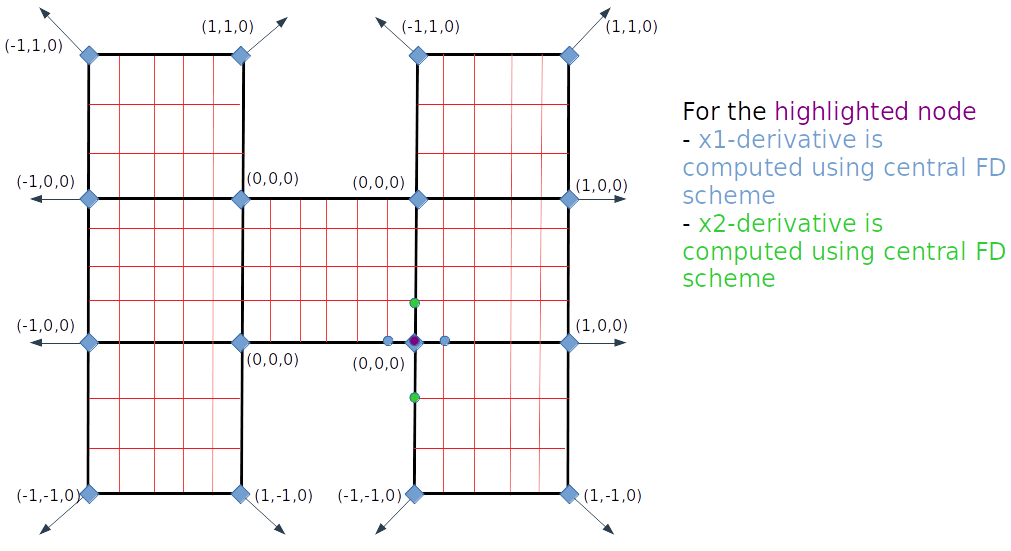 (-1,1,0)
(1,1,0)
(-1,1,0)
(1,1,0)
For the highlighted node
- x1-derivative is
computed using central FD
scheme
- x2-derivative is
computed using central FD
scheme
(-1,0,0)
(0,0,0)
(0,0,0)
(1,0,0)
(-1,0,0)
(0,0,0)
(0,0,0)
(1,0,0)
(-1,-1,0)
(1,-1,0)
(-1,-1,0)
(1,-1,0)